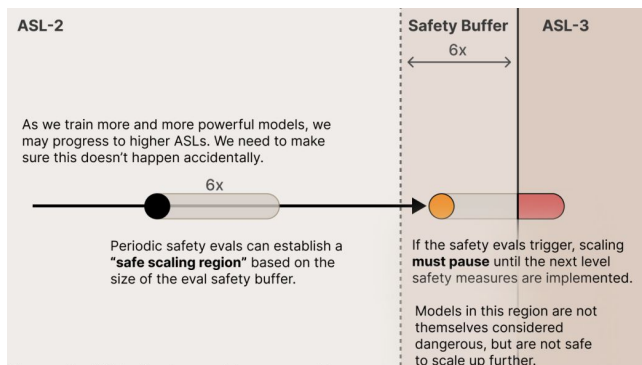 ASL-2
Safety Buffer
ASL-3
6x
As we train more and more powerful models, we
may progress to higher ASLs. We need to make
sure this doesn’t happen accidentally.
6x
Periodic safety evals can establish a
“safe scaling region” based on the
size of the eval safety buffer.
If the safety evals trigger, scaling
must pause until the next level
safety measures are implemented.
Models in this region are not
themselves considered
dangerous, but are not safe
to scale up further.